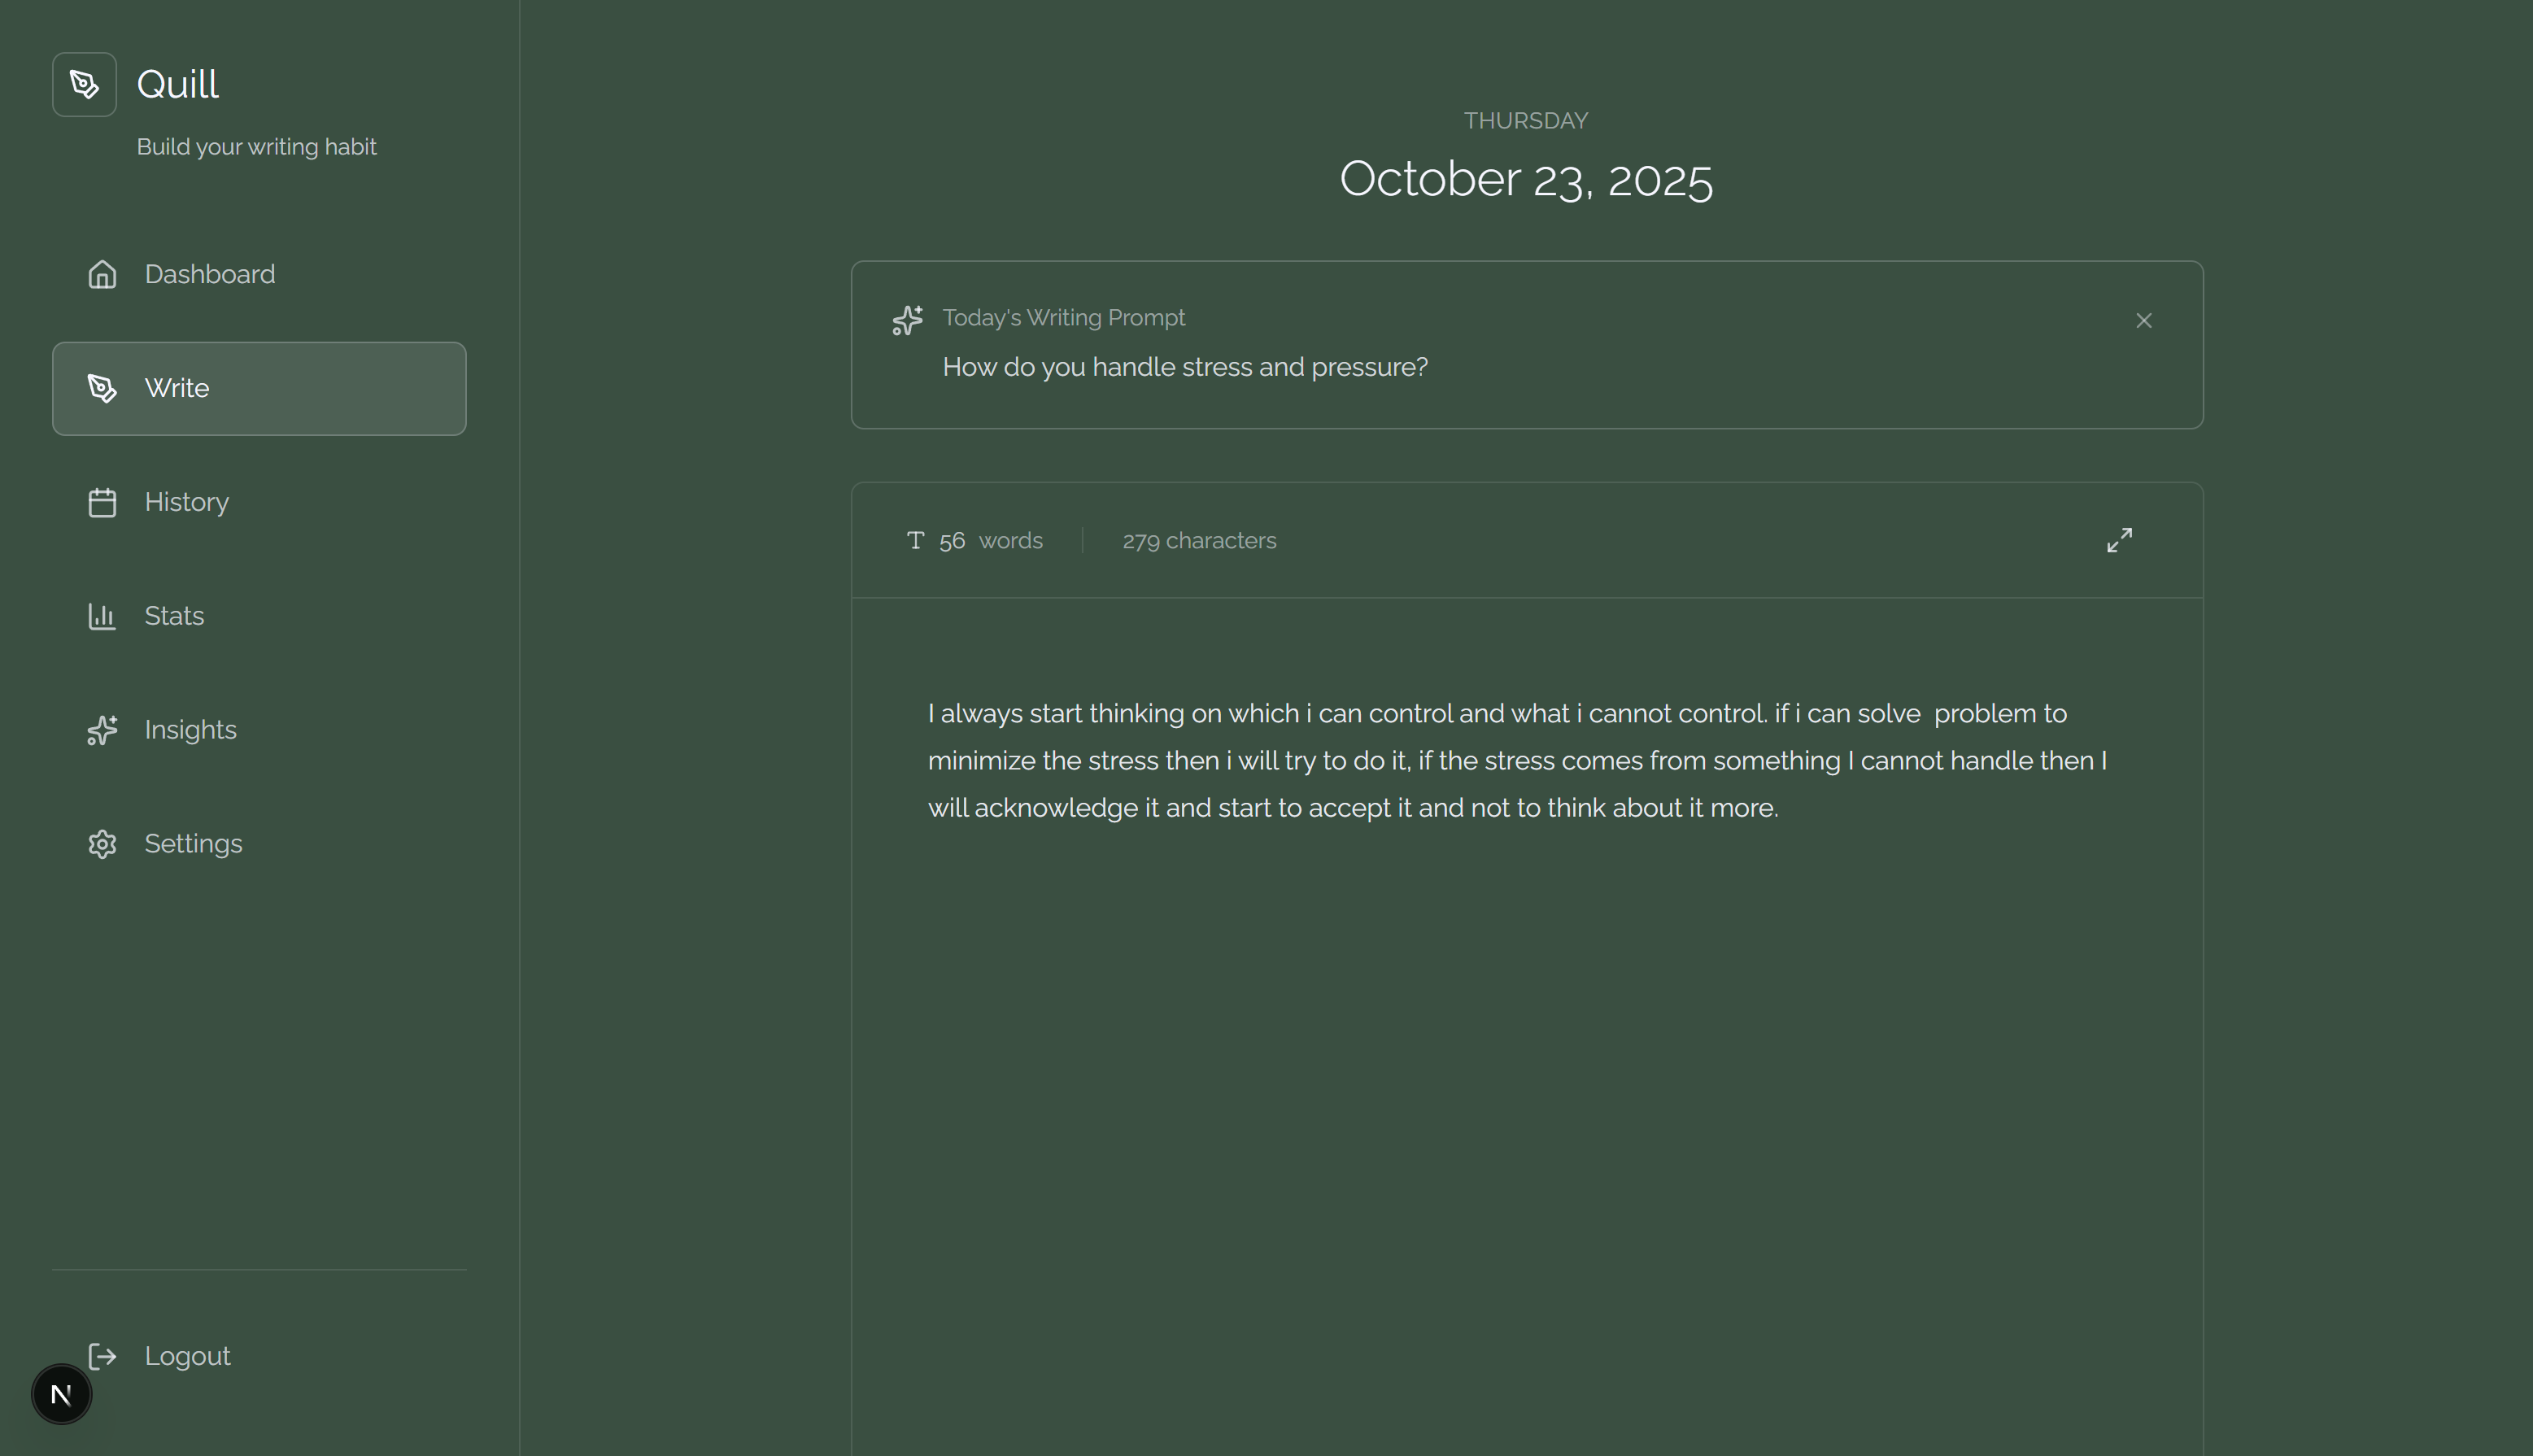 Quill
Build your writing habit
Dashboard
Write
History
Stats
Insights
Settings
Logout
N
THURSDAY
October 23, 2025
Today's Writing Prompt
How do you handle stress and pressure?
56 words
279 characters
I always start thinking on which i can control and what i cannot control. if i can solve  problem to
minimize the stress then i will try to do it, if the stress comes from something I cannot handle then I
will acknowledge it and start to accept it and not to think about it more.